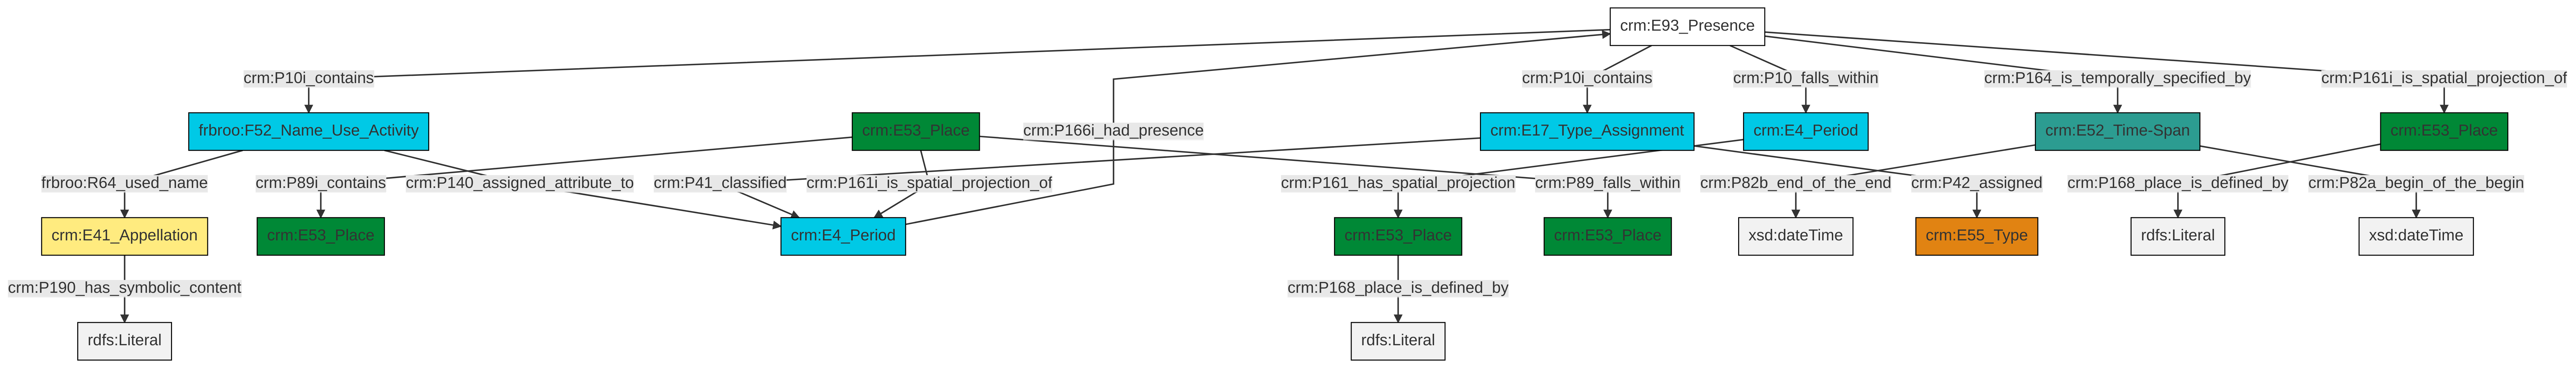 crm:E93_Presence
crm:P10i_contains
crm:P166i_had_presence
crm:P10i_contains
crm:P10_falls_within
crm:P164_is_temporally_specified_by
crm:P161i_is_spatial_projection_of
frbroo:F52_Name_Use_Activity
crm:E53_Place
crm:E17_Type_Assignment
crm:E4_Period
crm:E52_Time-Span
crm:E53_Place
frbroo:R64_used_name
crm:P89i_contains
crm:P140_assigned_attribute_to
crm:P41_classified
crm:P161i_is_spatial_projection_of
crm:P161_has_spatial_projection
crm:P89_falls_within
crm:P82b_end_of_the_end
crm:P42_assigned
crm:P168_place_is_defined_by
crm:P82a_begin_of_the_begin
crm:E41_Appellation
crm:E53_Place
crm:E4_Period
crm:E53_Place
crm:E53_Place
xsd:dateTime
crm:E55_Type
rdfs:Literal
xsd:dateTime
crm:P190_has_symbolic_content
crm:P168_place_is_defined_by
rdfs:Literal
rdfs:Literal